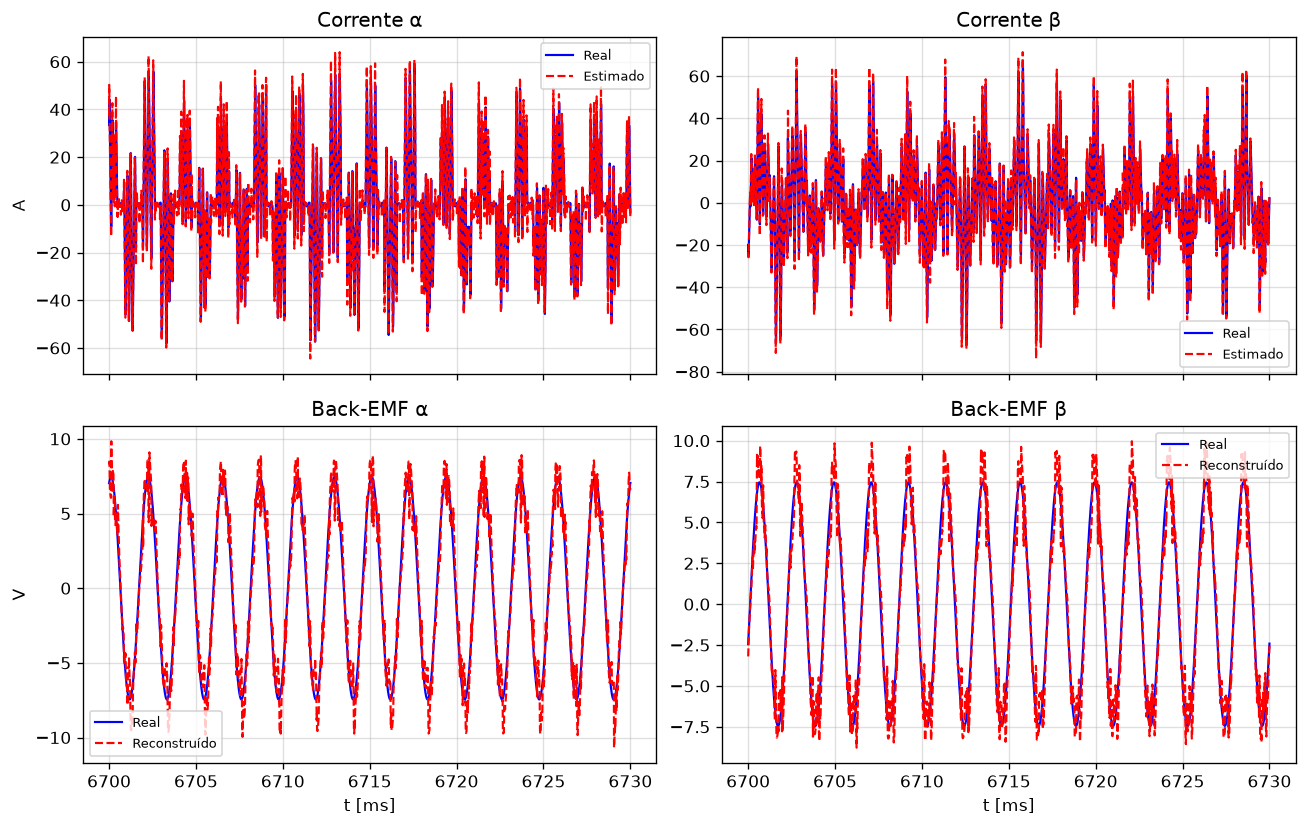 Corrente α
60
40
20
0
−20
−40
−60
A
Real
Estimado
Corrente β
60
40
20
0
−20
−40
−60
−80
Real
Estimado
Back-EMF α
10
5
0
−5
−10
V
Real
Reconstruído
6700
6705
6710
6715
6720
6725
6730
t [ms]
Back-EMF β
10.0
7.5
5.0
2.5
0.0
−2.5
−5.0
−7.5
Real
Reconstruído
6700
6705
6710
6715
6720
6725
6730
t [ms]